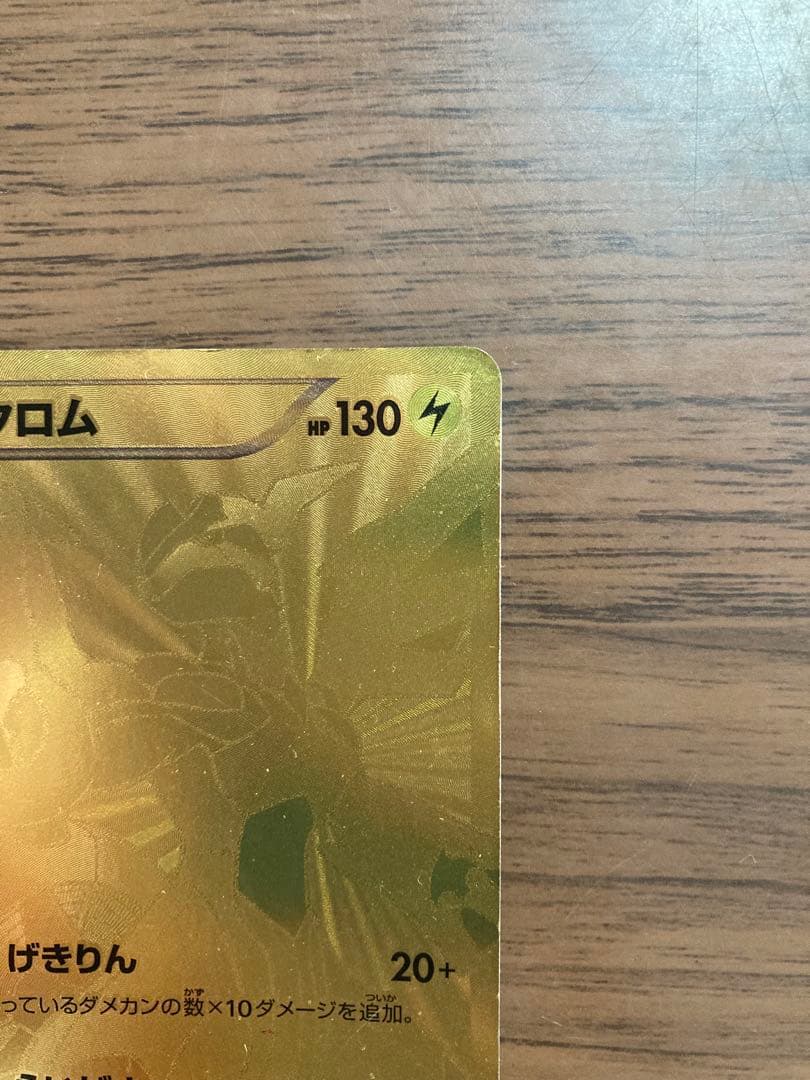 クロム HP 130
げきりん 20+
っているダメカンの数×10ダメージを追加。